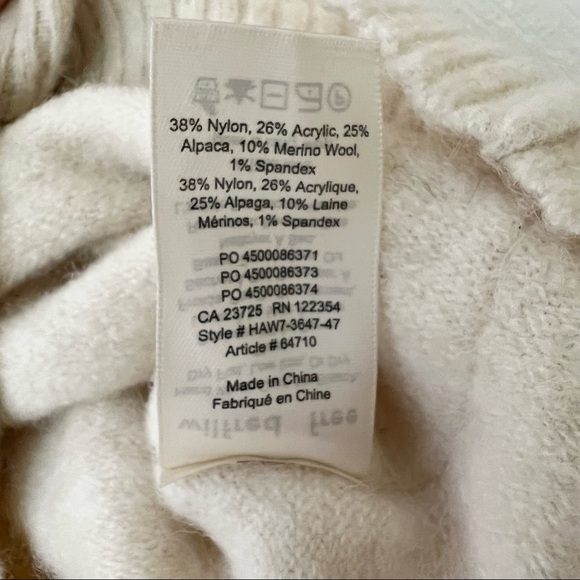 38% Nylon, 26% Acrylic, 25%
Alpaca, 10% Merino Wool,
1% Spandex
38% Nylon, 26% Acrylique,
25% Alpaga, 10% Laine
Mérinos, 1% Spandex
PO 4500086371
PO 4500086373
PO 4500086374
CA 23725 RN 122354
Style # HAW7-3647-47
Article # 64710
Made in China
Fabriqué en Chine
wilfred free